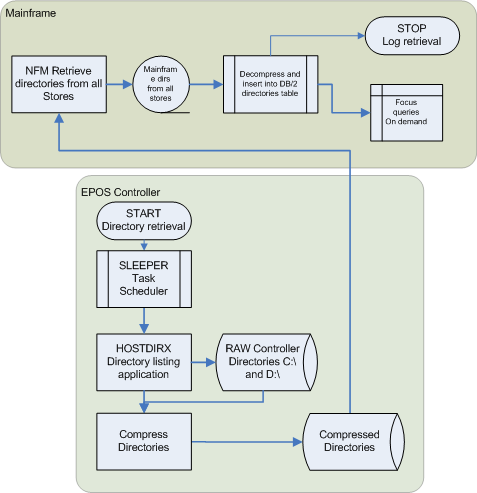 Mainframe
STOP
Log retrieval
NFM Retrieve
directories from all
Stores
Mainfram
e dirs
from all
stores
Decompress and
insert into DB/2
directories table
Focus
queries
On demand
EPOS Controller
START
Directory retrieval
SLEEPER
Task
Scheduler
HOSTDIRX
Directory listing
application
RAW Controller
Directories C:\
and D:\
Compress
Directories
Compressed
Directories